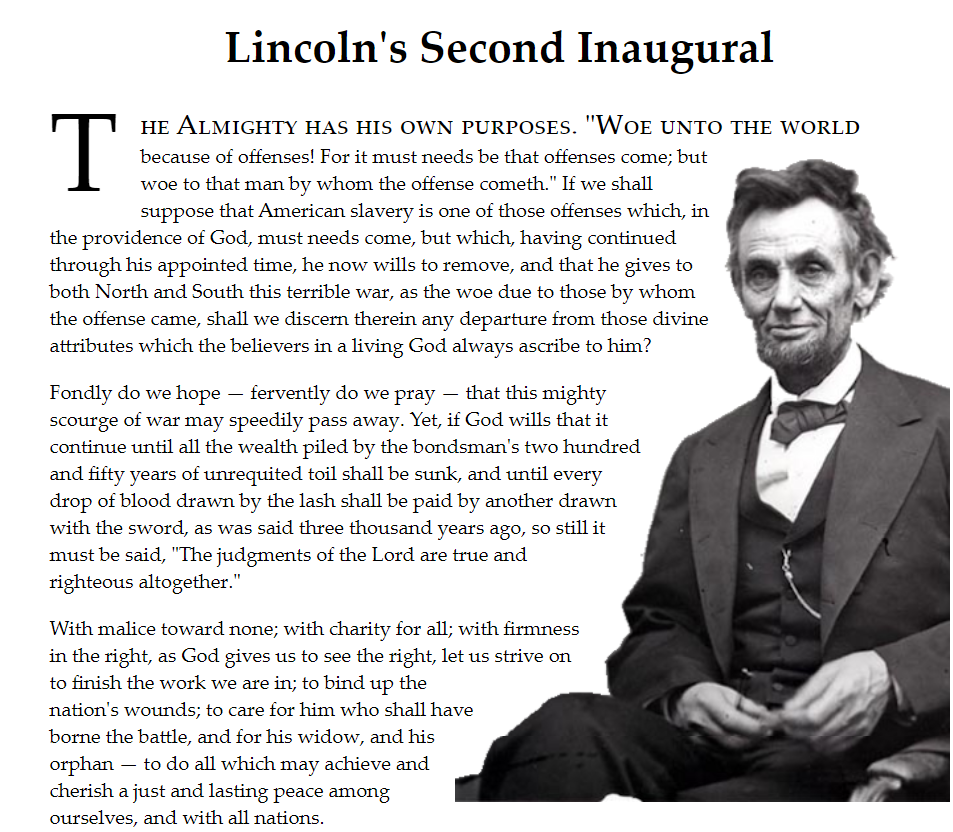 Lincoln's Second Inaugural
The Almighty has his own purposes. "Woe unto the world
because of offenses! For it must needs be that offenses come; but
woe to that man by whom the offense cometh." If we shall
suppose that American slavery is one of those offenses which, in
the providence of God, must needs come, but which, having continued
through his appointed time, he now wills to remove, and that he gives to
both North and South this terrible war, as the woe due to those by whom
the offense came, shall we discern therein any departure from those divine
attributes which the believers in a living God always ascribe to him?
Fondly do we hope — fervently do we pray — that this mighty
scourge of war may speedily pass away. Yet, if God wills that it
continue until all the wealth piled by the bondsman's two hundred
and fifty years of unrequited toil shall be sunk, and until every
drop of blood drawn by the lash shall be paid by another drawn
with the sword, as was said three thousand years ago, so still it
must be said, "The judgments of the Lord are true and
righteous altogether."
With malice toward none; with charity for all; with firmness
in the right, as God gives us to see the right, let us strive on
to finish the work we are in; to bind up the
nation's wounds; to care for him who shall have
borne the battle, and for his widow, and his
orphan — to do all which may achieve and
cherish a just and lasting peace among
ourselves, and with all nations.